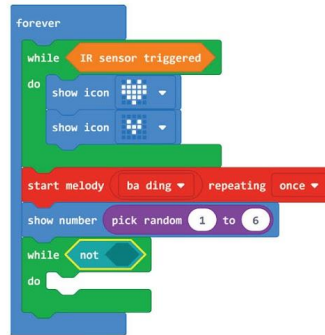 forever
while IR sensor triggered
do show icon
show icon
start melody ba ding repeating once
show number pick random 1 to 6
while not
do